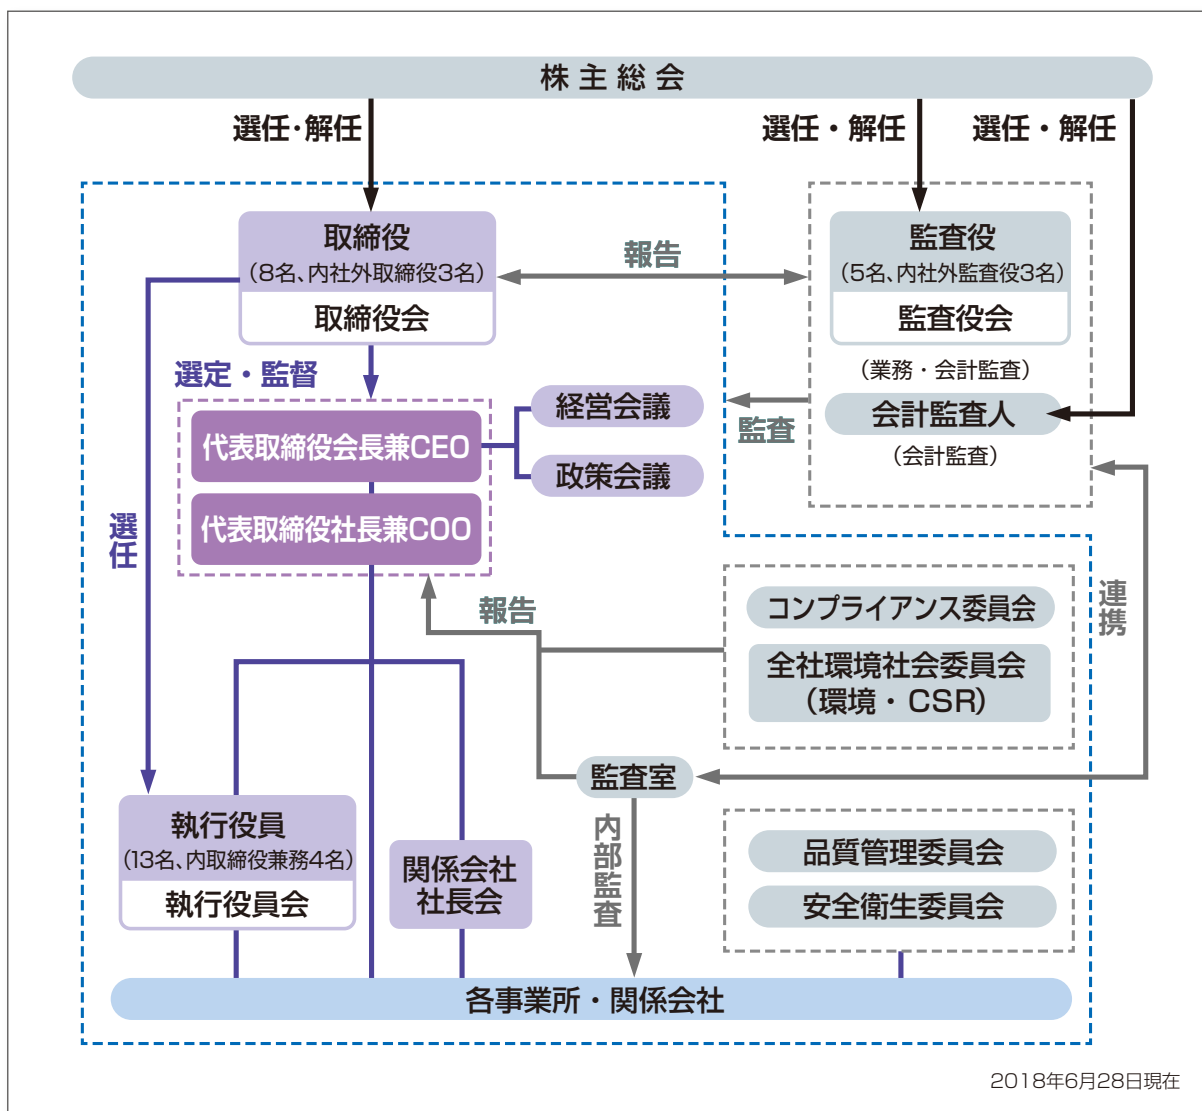 株主総会
選任・解任
選任・解任
選任・解任
取締役
（8名、内社外取締役3名）
取締役会
報告
監査役
（5名、内社外監査役3名）
監査役会
（業務・会計監査）
会計監査人
（会計監査）
選定・監督
代表取締役会長兼CEO
代表取締役社長兼COO
経営会議
政策会議
監査
選任
報告
コンプライアンス委員会
全社環境社会委員会
（環境・CSR）
連携
監査室
内部監査
執行役員
（13名、内取締役兼務4名）
執行役員会
関係会社
社長会
品質管理委員会
安全衛生委員会
各事業所・関係会社
2018年6月28日現在